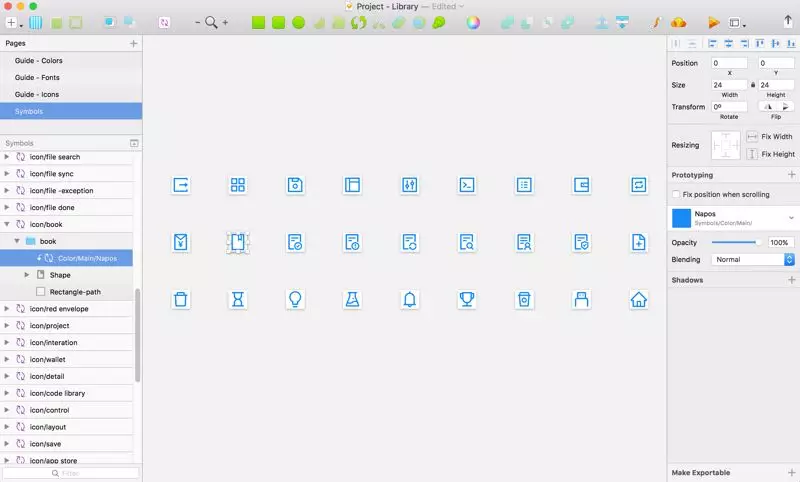 Project - Library — Edited
Pages
Guide - Colors
Guide - Fonts
Guide - Icons
Symbols
Symbols
icon/file search
icon/file sync
icon/file -exception
icon/file done
icon/book
book
Color/Main/Napos
Shape
Rectangle-path
icon/red envelope
icon/project
icon/interation
icon/wallet
icon/detail
icon/code library
icon/control
icon/layout
icon/save
icon/app store
Filter
Position
0
0
X
Y
Size
24
24
Width
Height
Transform
0º
Rotate
Flip
Resizing
Fix Width
Fix Height
Prototyping
Fix position when scrolling
Napos
Symbols/Color/Main/
Opacity
100%
Blending
Normal
Shadows
Make Exportable